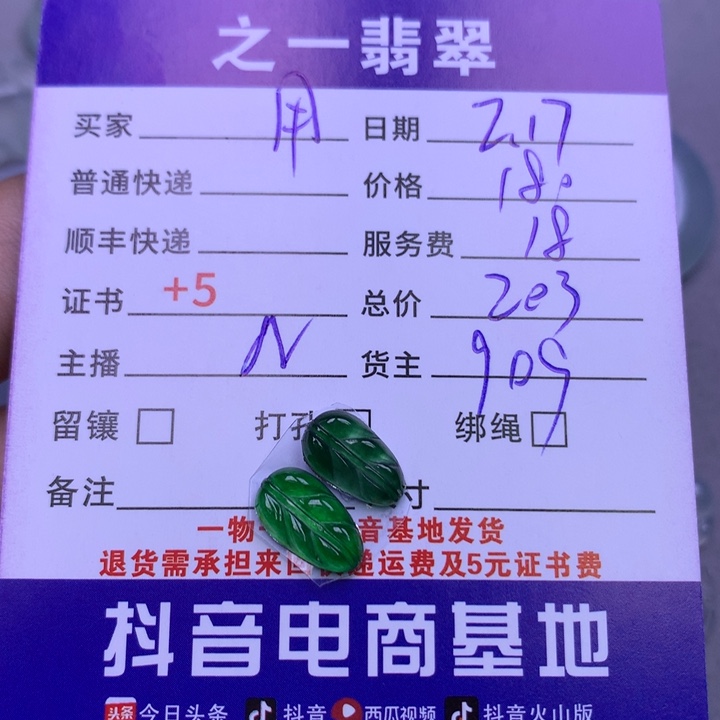 之一翡翠
买家 用 日期 2.17
普通快递 价格 180
顺丰快递 服务费 18
证书 +5 总价 203
主播 N 货主 909
留镶 打孔 绑绳
备注 寸
一物 音基地发货
退货需承担来回 递运费及5元证书费
抖音电商基地
头条 今日头条 抖音 西瓜视频 抖音火山版